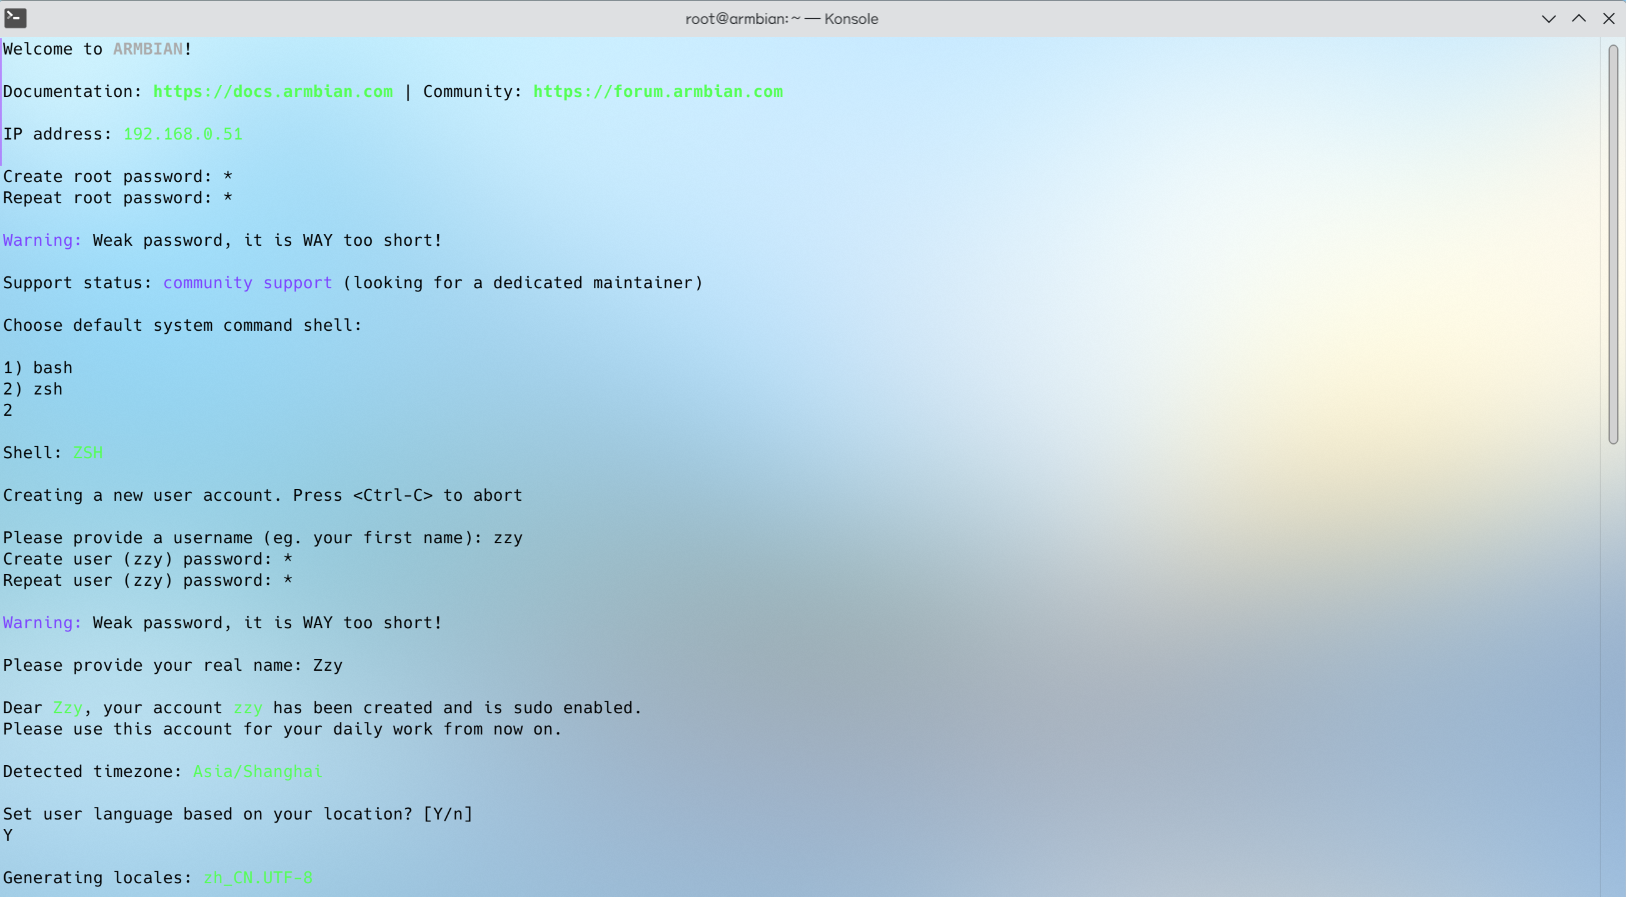 root@armbian: ~ — Konsole
Welcome to ARMBIAN!
Documentation: https://docs.armbian.com | Community: https://forum.armbian.com
IP address: 192.168.0.51
Create root password: *
Repeat root password: *
Warning: Weak password, it is WAY too short!
Support status: community support (looking for a dedicated maintainer)
Choose default system command shell:
1) bash
2) zsh
2
Shell: ZSH
Creating a new user account. Press <Ctrl-C> to abort
Please provide a username (eg. your first name): zzy
Create user (zzy) password: *
Repeat user (zzy) password: *
Warning: Weak password, it is WAY too short!
Please provide your real name: Zzy
Dear Zzy, your account zzy has been created and is sudo enabled.
Please use this account for your daily work from now on.
Detected timezone: Asia/Shanghai
Set user language based on your location? [Y/n]
Y
Generating locales: zh_CN.UTF-8